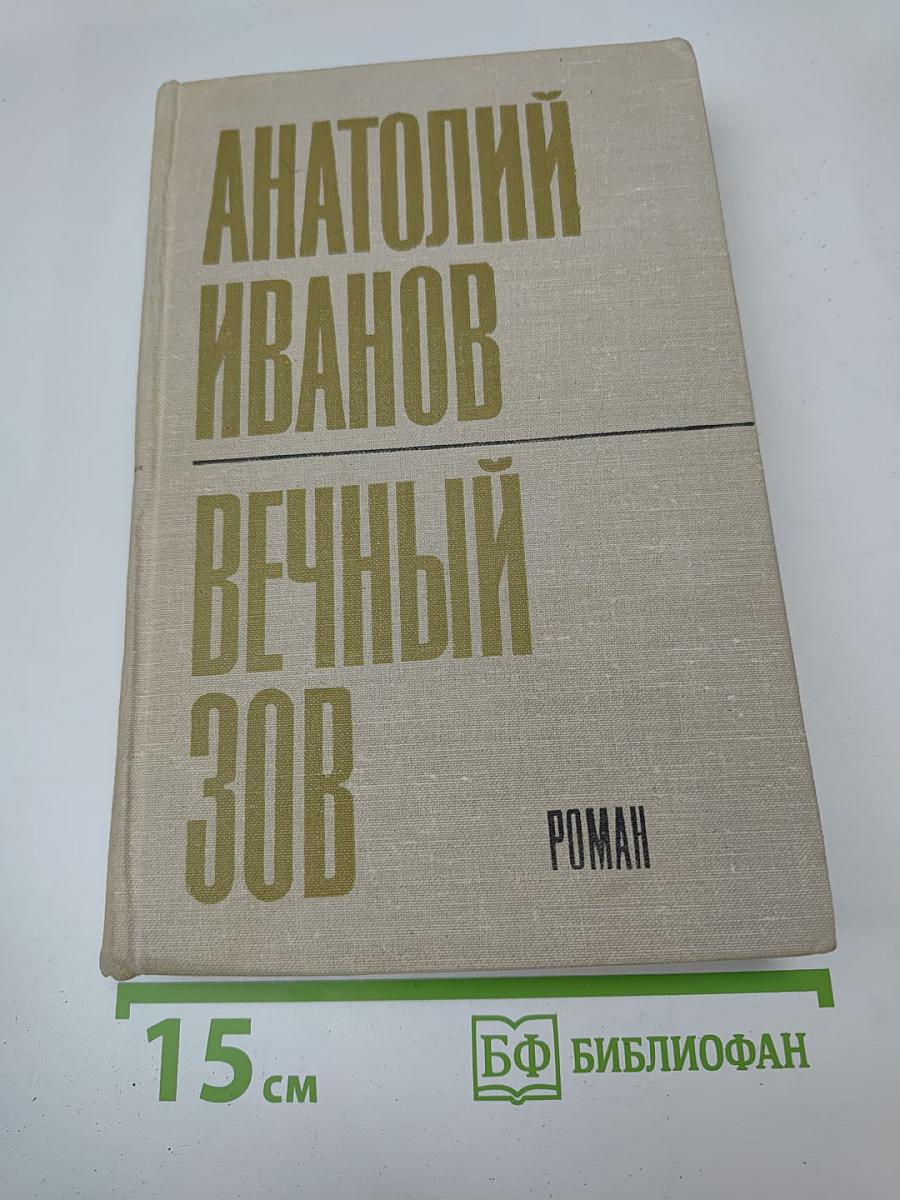 АНАТОЛИЙ
ИВАНОВ
ВЕЧНЫЙ
ЗОВ
РОМАН
15 см
БФ БИБЛИОФАН